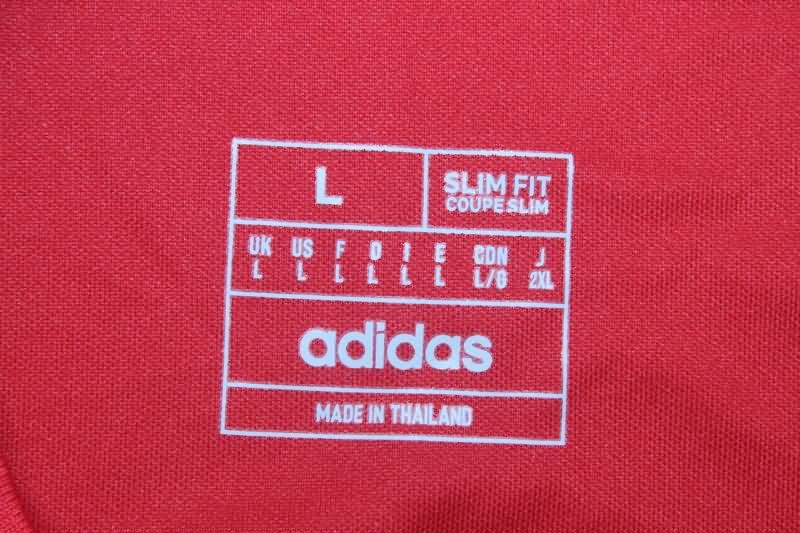 L
SLIM FIT
COUPE SLIM
UK US F D I E CDN J
L L L L L L L/G 2XL
adidas
MADE IN THAILAND